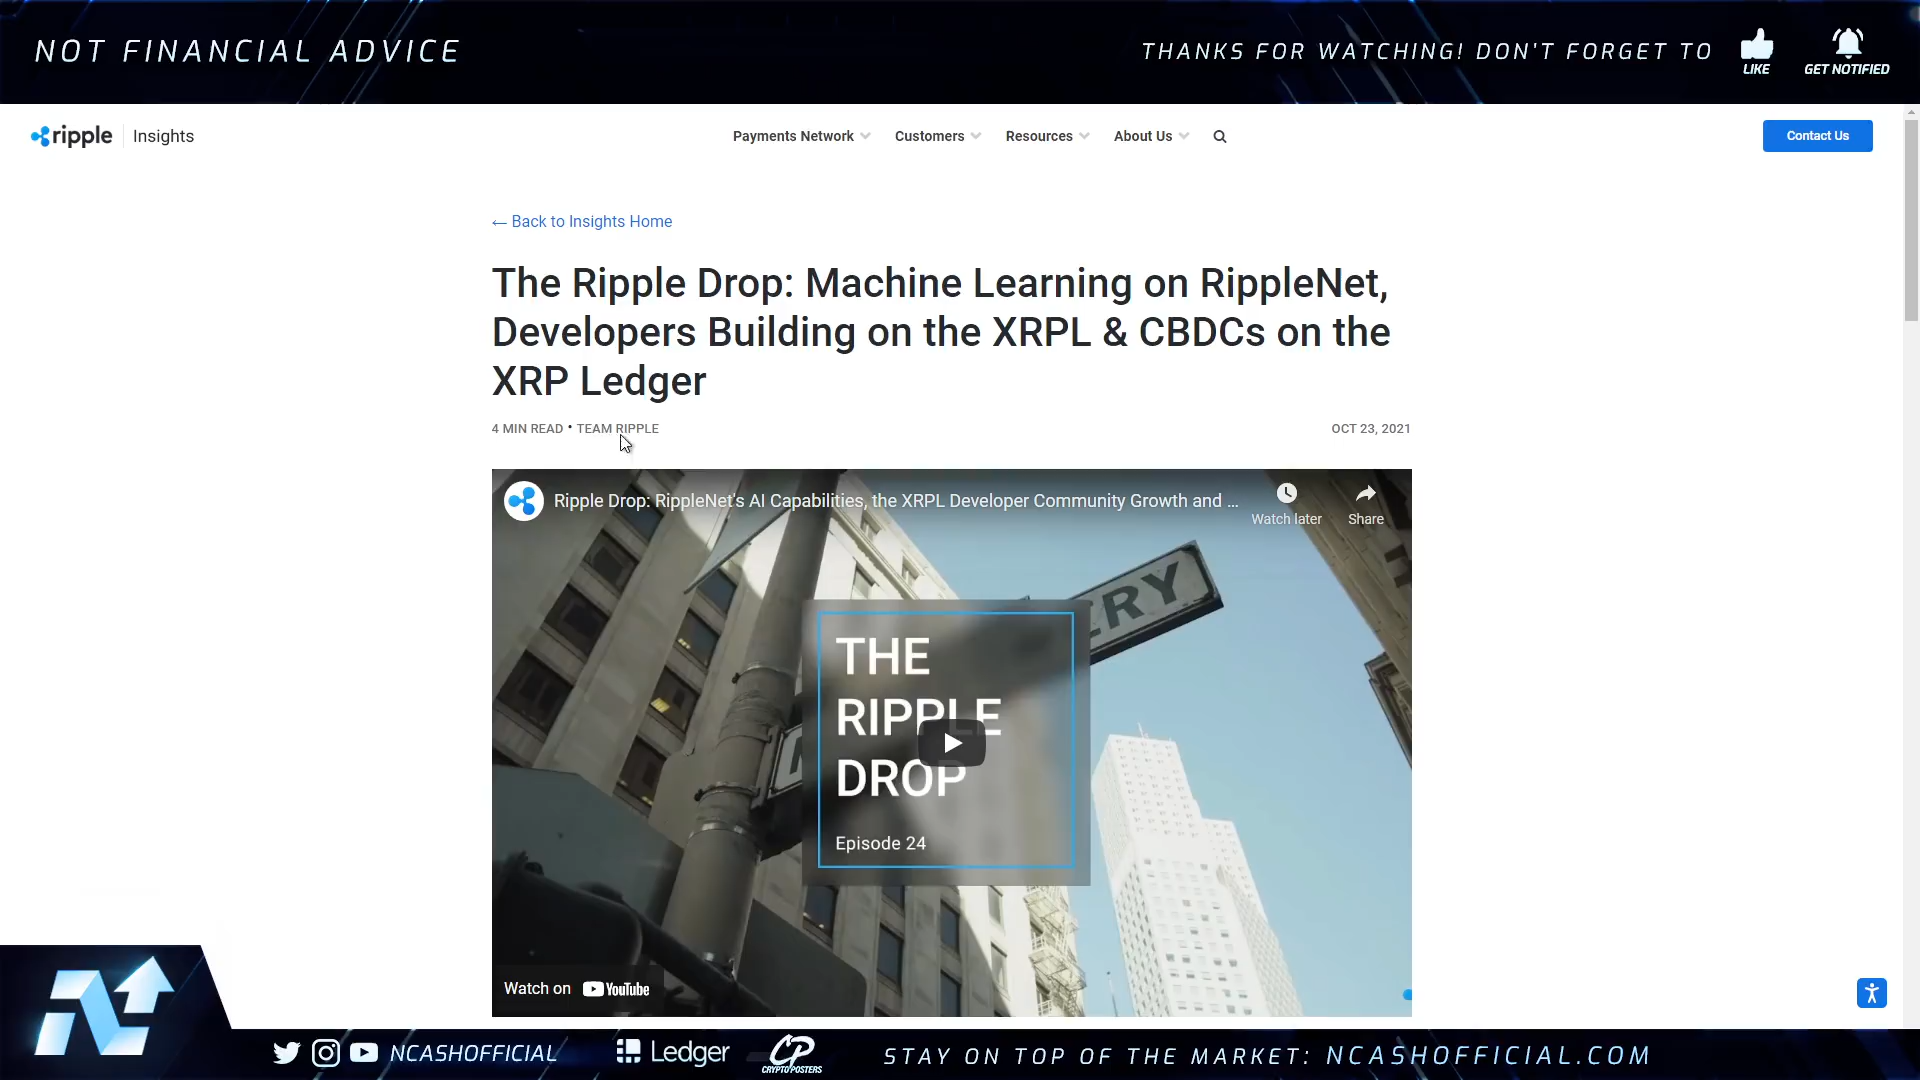 NOT FINANCIAL ADVICE
THANKS FOR WATCHING! DON'T FORGET TO
LIKE
GET NOTIFIED
ripple Insights
Payments Network
Customers
Resources
About Us
Contact Us
← Back to Insights Home
The Ripple Drop: Machine Learning on RippleNet,
Developers Building on the XRPL & CBDCs on the
XRP Ledger
4 MIN READ • TEAM RIPPLE
OCT 23, 2021
Ripple Drop: RippleNet's AI Capabilities, the XRPL Developer Community Growth and ...
Watch later
Share
ERY
THE
RIPPLE
DROP
Episode 24
Watch on YouTube
NCASHOFFICIAL
Ledger
CP
CRYPTOPOSTERS
STAY ON TOP OF THE MARKET: NCASHOFFICIAL.COM